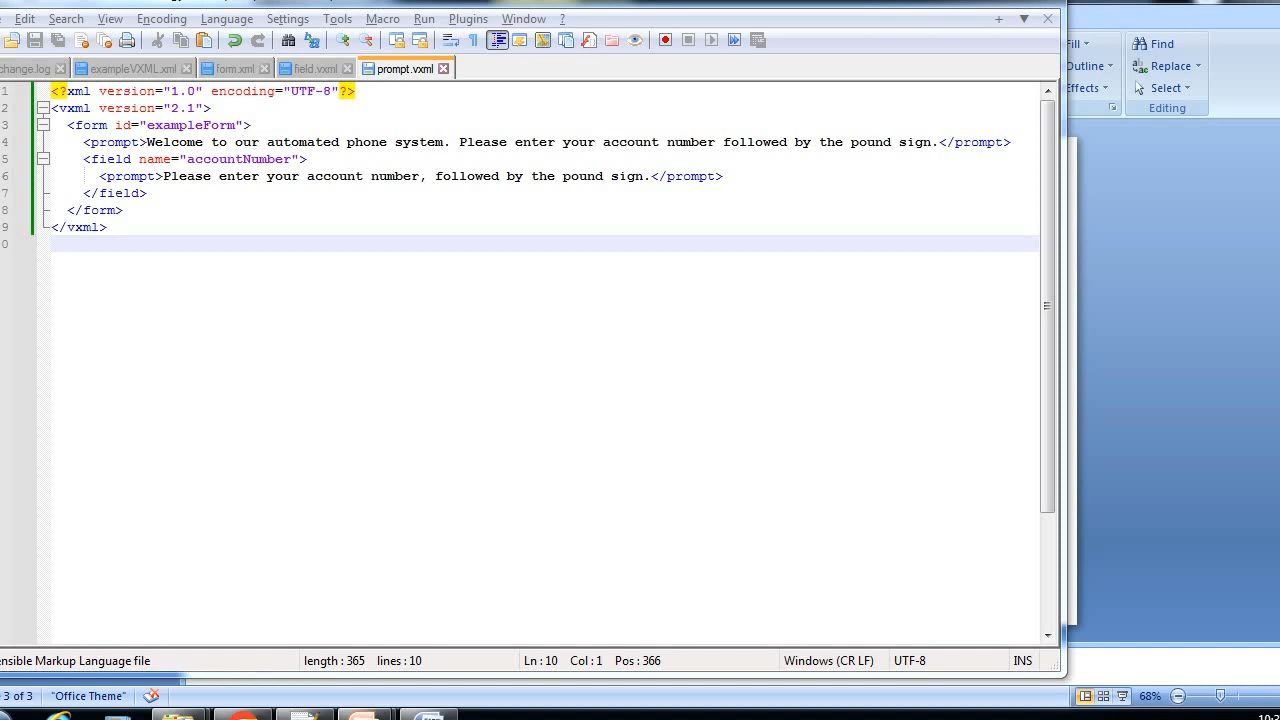 Edit Search View Encoding Language Settings Tools Macro Run Plugins Window ?
Fill Find
Outline Replace
Effects Select
Editing
change.log exampleVXML.xml form.xml field.vxml prompt.vxml
1 <?xml version="1.0" encoding="UTF-8"?>
2 <vxml version="2.1">
3 <form id="exampleForm">
4 <prompt>Welcome to our automated phone system. Please enter your account number followed by the pound sign.</prompt>
5 <field name="accountNumber">
6 <prompt>Please enter your account number, followed by the pound sign.</prompt>
7 </field>
8 </form>
9 </vxml>
0
ensible Markup Language file length : 365 lines : 10 Ln : 10 Col : 1 Pos : 366 Windows (CR LF) UTF-8 INS
3 of 3 "Office Theme" 68%